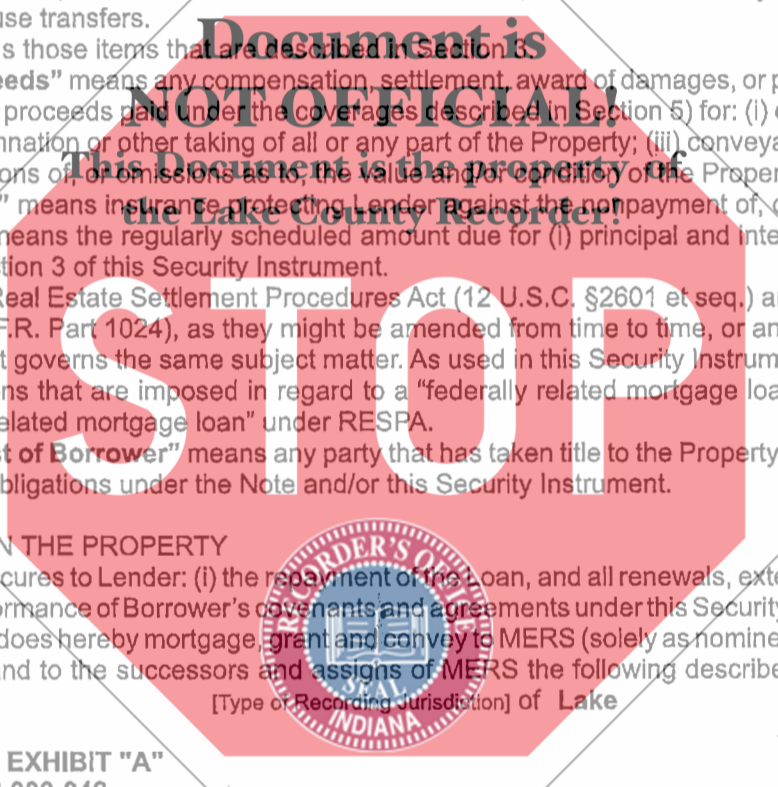 use transfers.
Document is
s those items that are described in Section 3.
eeds” means any compensation, settlement, award of damages, or p
NOT OFFICIAL!
proceeds paid under the coverages described in Section 5) for: (i)
nnation or other taking of all or any part of the Property; (iii) conveya
This Document is the property of
ons of, or omissions as to, the value and/or condition of the Proper
” means insurance protecting Lender against the nonpayment of,
the Lake County Recorder!
neans the regularly scheduled amount due for (i) principal and inte
tion 3 of this Security Instrument.
Real Estate Settlement Procedures Act (12 U.S.C. §2601 et seq.) a
F.R. Part 1024), as they might be amended from time to time, or an
t governs the same subject matter. As used in this Security Instrum
ns that are imposed in regard to a “federally related mortgage loa
elated mortgage loan” under RESPA.
STOP
t of Borrower” means any party that has taken title to the Property
bligations under the Note and/or this Security Instrument.
N THE PROPERTY
RECORDER'S OFFICE
cures to Lender: (i) the repayment of the Loan, and all renewals, exte
ormance of Borrower's covenants and agreements under this Security
does hereby mortgage, grant and convey to MERS (solely as nomine
nd to the successors and assigns of MERS the following describe
SEAL
[Type of Recording Jurisdiction] of Lake
INDIANA
EXHIBIT "A"